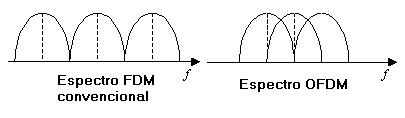 f
Espectro FDM
convencional
f
Espectro OFDM